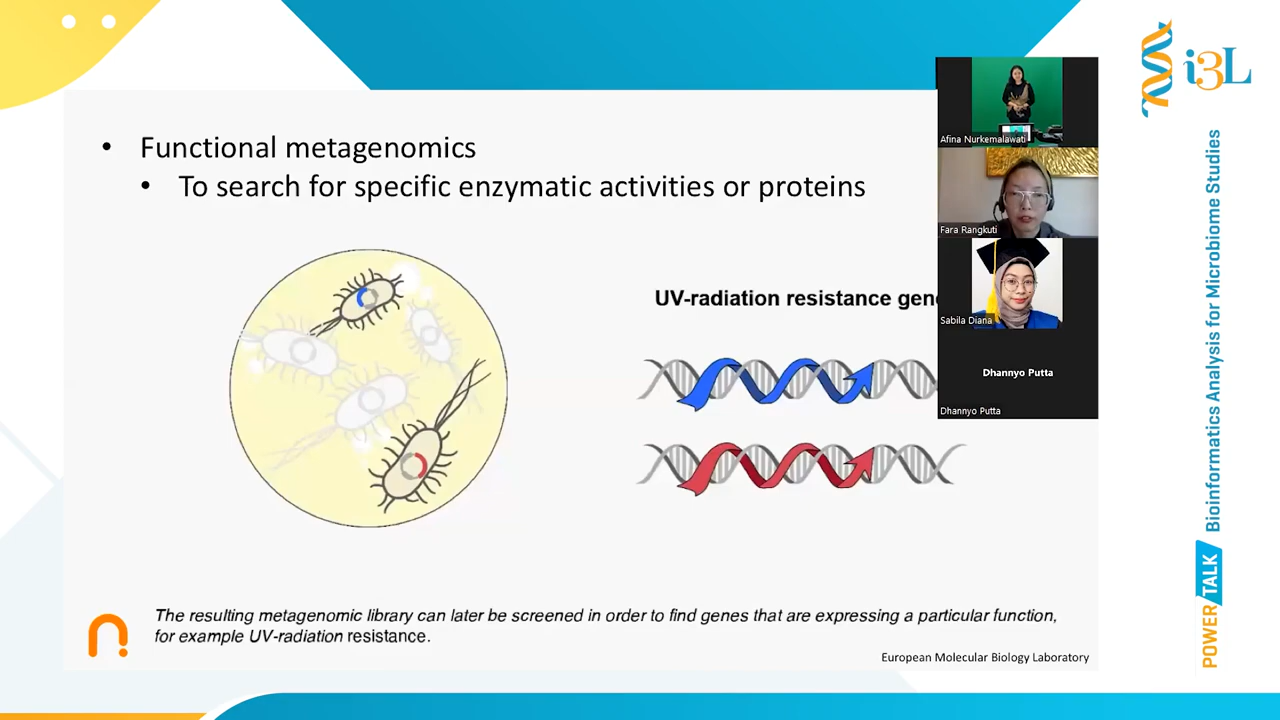 Functional metagenomics
To search for specific enzymatic activities or proteins
UV-radiation resistance gen
The resulting metagenomic library can later be screened in order to find genes that are expressing a particular function,
for example UV-radiation resistance.
European Molecular Biology Laboratory
Afina Nurkemalawati
Fara Rangkuti
Sabila Diana
Dhannyo Putta
Dhannyo Putta
i3L
POWER TALK Bioinformatics Analysis for Microbiome Studies